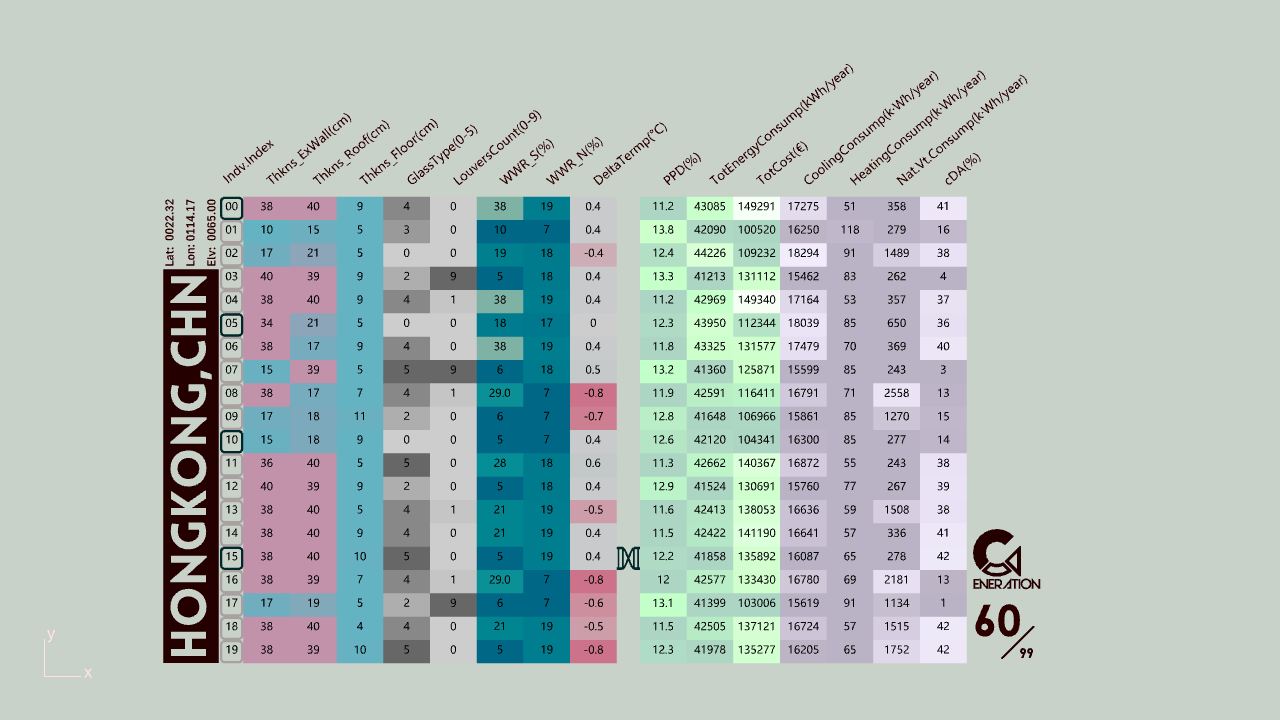 Indv.Index Thkns_ExWall(cm) Thkns_Roof(cm) Thkns_Floor(cm) GlassType(0-5) LouversCount(0-9) WWR_S(%) WWR_N(%) DeltaTermp(°C) PPD(%) TotEnergyConsump(kWh/year) TotCost(€) CoolingConsump(k·Wh/year) HeatingConsump(k·Wh/year) Nat.Vt.Consump(k·Wh/year) cDA(%)
Lat: 0022.32
Lon: 0114.17
Elv: 0065.00
HONGKONG,CHN
00 38 40 9 4 0 38 19 0.4 11.2 43085 149291 17275 51 358 41
01 10 15 5 3 0 10 7 0.4 13.8 42090 100520 16250 118 279 16
02 17 21 5 0 0 19 18 -0.4 12.4 44226 109232 18294 91 1489 38
03 40 39 9 2 9 5 18 0.4 13.3 41213 131112 15462 83 262 4
04 38 40 9 4 1 38 19 0.4 11.2 42969 149340 17164 53 357 37
05 34 21 5 0 0 18 17 0 12.3 43950 112344 18039 85 650 36
06 38 17 9 4 0 38 19 0.4 11.8 43325 131577 17479 70 369 40
07 15 39 5 5 9 6 18 0.5 13.2 41360 125871 15599 85 243 3
08 38 17 7 4 1 29.0 7 -0.8 11.9 42591 116411 16791 71 2558 13
09 17 18 11 2 0 6 7 -0.7 12.8 41648 106966 15861 85 1270 15
10 15 18 9 0 0 5 7 0.4 12.6 42120 104341 16300 85 277 14
11 36 40 5 5 0 28 18 0.6 11.3 42662 140367 16872 55 243 38
12 40 39 9 2 0 5 18 0.4 12.9 41524 130691 15760 77 267 39
13 38 40 5 4 1 21 19 -0.5 11.6 42413 138053 16636 59 1508 38
14 38 40 9 4 0 21 19 0.4 11.5 42422 141190 16641 57 336 41
15 38 40 10 5 0 5 19 0.4 12.2 41858 135892 16087 65 273 42
16 38 39 7 4 1 29.0 7 -0.8 12 42577 133430 16780 69 2181 13
17 17 19 5 2 9 6 7 -0.6 13.1 41399 103006 15619 91 1134 1
18 38 40 4 4 0 21 19 -0.5 11.5 42505 137121 16724 57 1515 42
19 38 39 10 5 0 5 19 -0.8 12.3 41978 135277 16205 65 1752 42
GENERATION
60/99
y
x